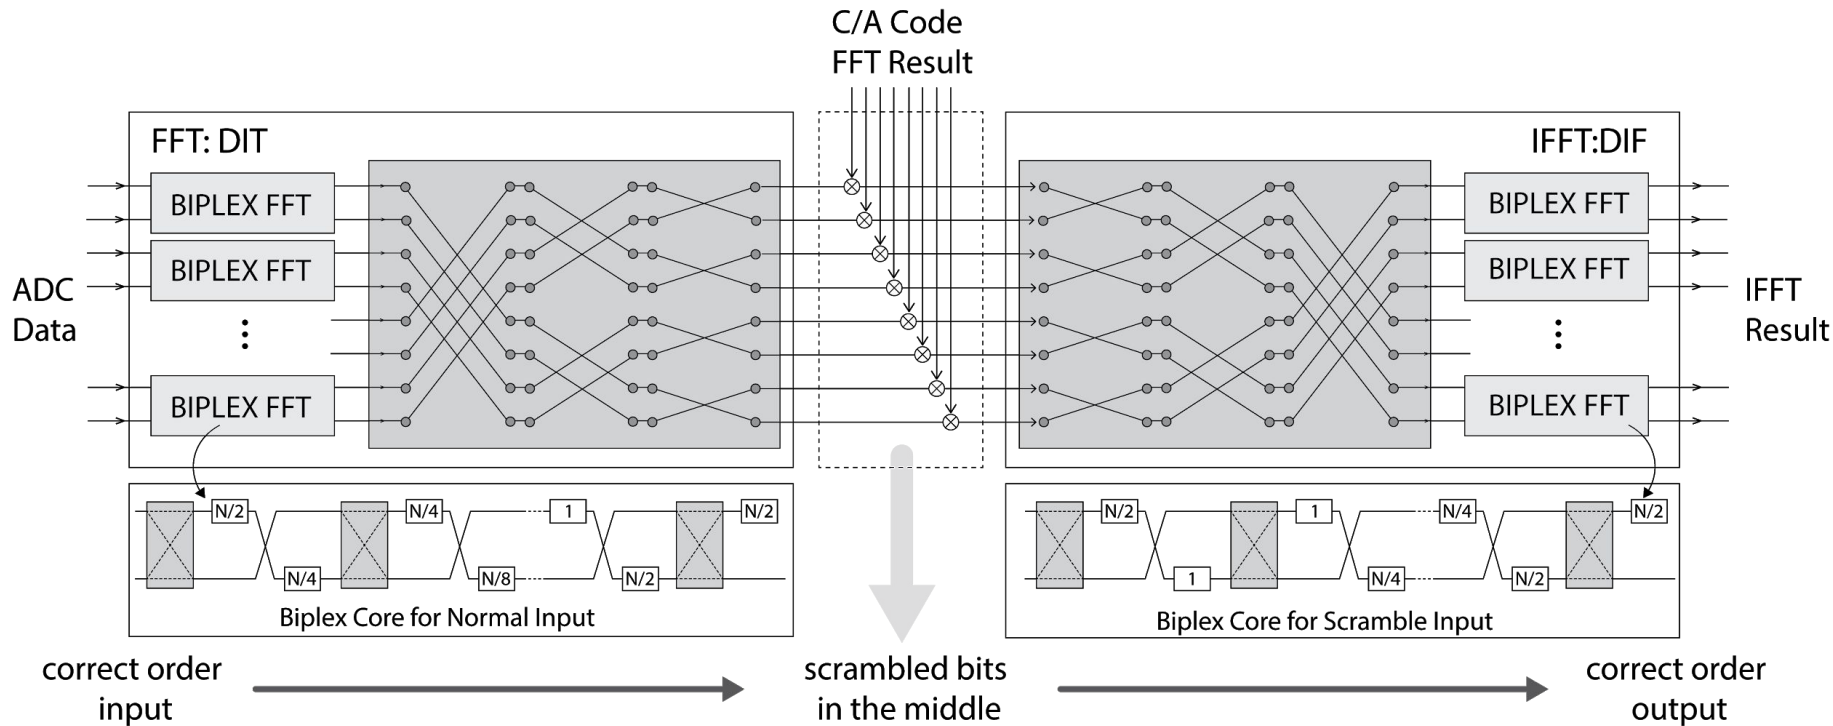 C/A Code
FFT Result
FFT: DIT
IFFT:DIF
BIPLEX FFT
BIPLEX FFT
BIPLEX FFT
BIPLEX FFT
ADC
Data
IFFT
Result
BIPLEX FFT
BIPLEX FFT
N/2
N/4
1
N/2
N/4
N/8
N/2
Biplex Core for Normal Input
N/2
1
N/4
N/2
1
N/4
N/2
Biplex Core for Scramble Input
correct order
input
scrambled bits
in the middle
correct order
output